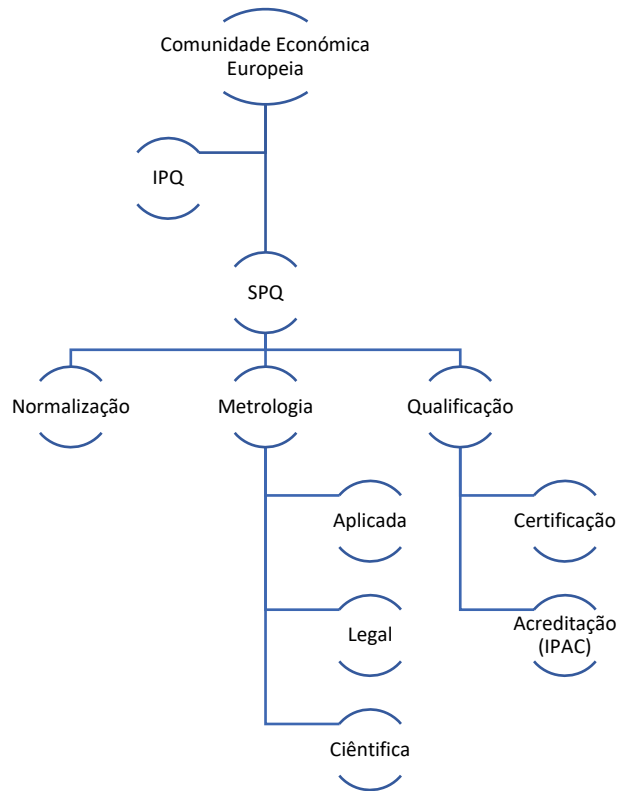 Comunidade Económica
Europeia
IPQ
SPQ
Normalização
Metrologia
Qualificação
Aplicada
Certificação
Legal
Acreditação
(IPAC)
Ciêntifica